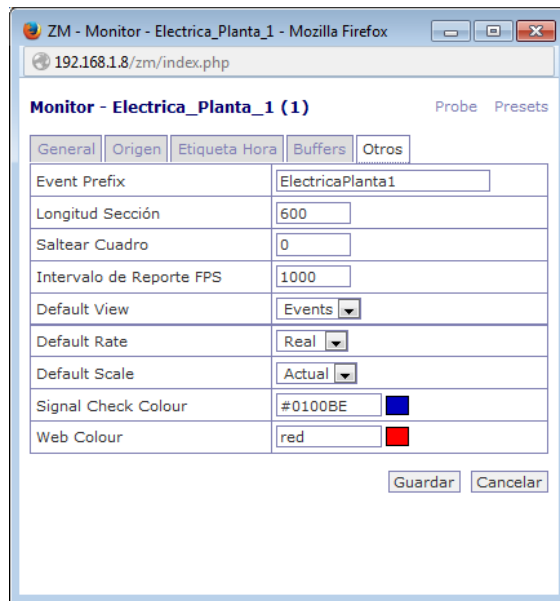 ZM - Monitor - Electrica_Planta_1 - Mozilla Firefox
192.168.1.8/zm/index.php
Monitor - Electrica_Planta_1 (1) Probe Presets
General Origen Etiqueta Hora Buffers Otros
Event Prefix ElectricaPlanta1
Longitud Sección 600
Saltear Cuadro 0
Intervalo de Reporte FPS 1000
Default View Events
Default Rate Real
Default Scale Actual
Signal Check Colour #0100BE
Web Colour red
Guardar Cancelar